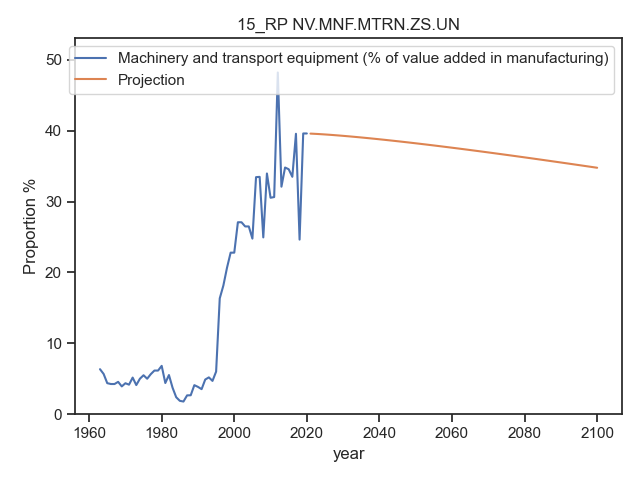 15_RP NV.MNF.MTRN.ZS.UN
Machinery and transport equipment (% of value added in manufacturing)
Projection
50
40
30
20
10
0
Proportion %
1960 1980 2000 2020 2040 2060 2080 2100
year